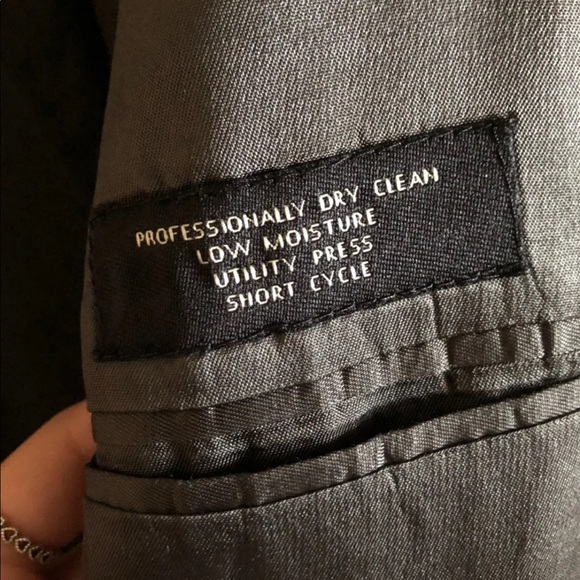 PROFESSIONALLY DRY CLEAN
LOW MOISTURE
UTILITY PRESS
SHORT CYCLE